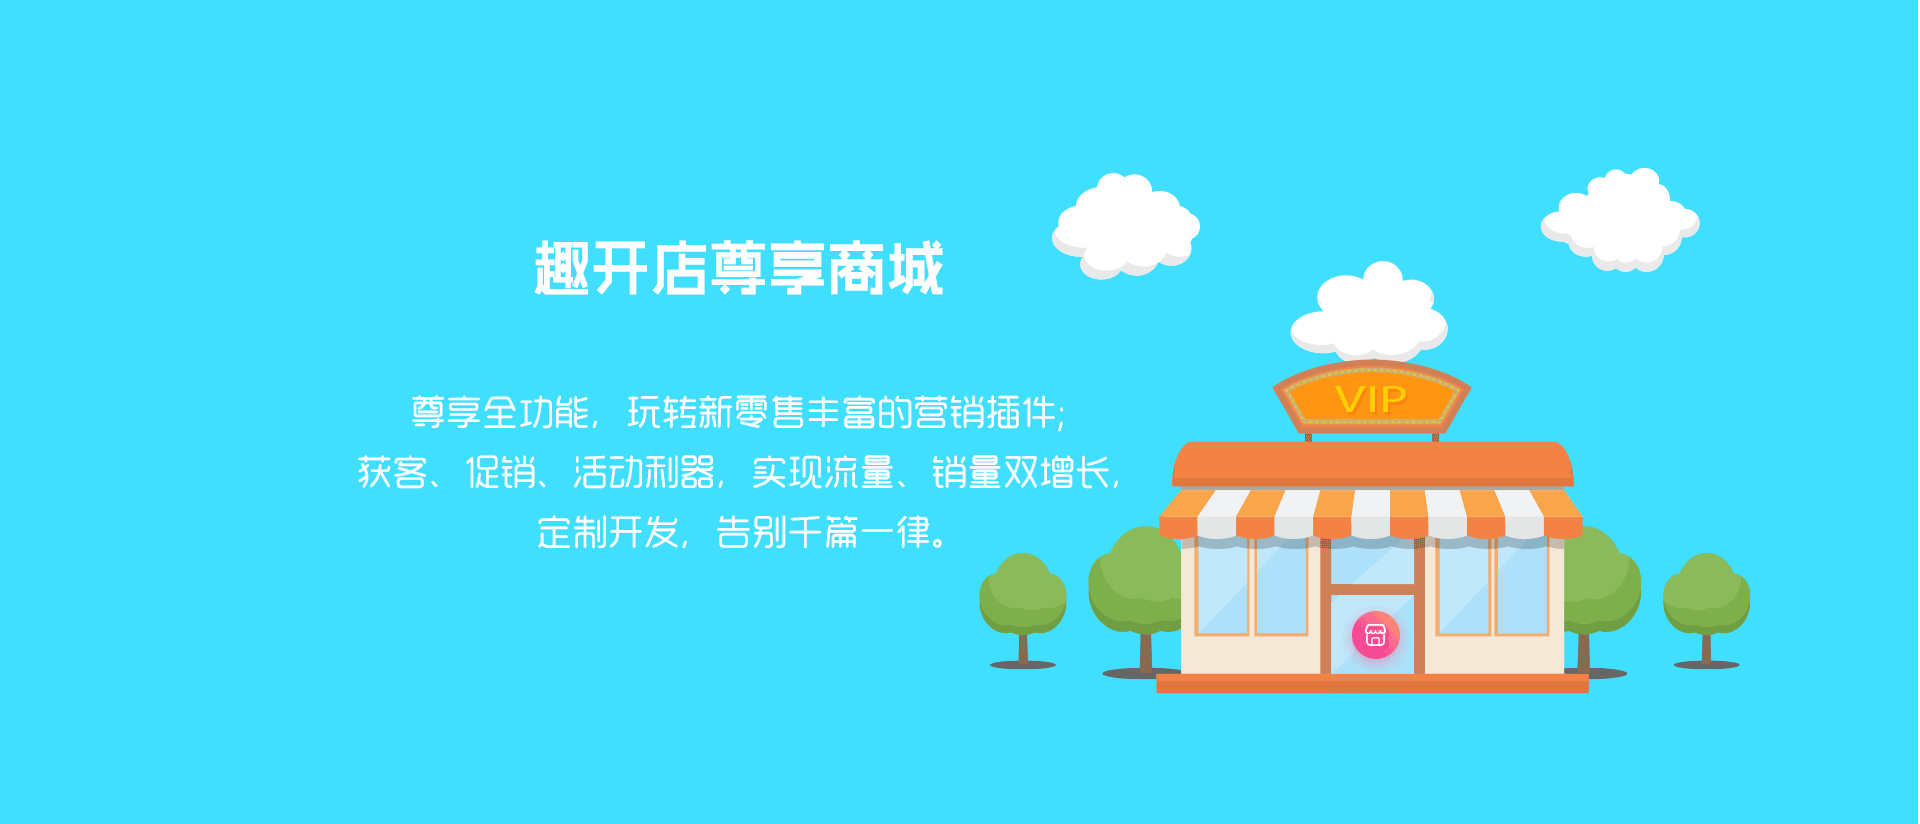 趣开店尊享商城
尊享全功能，玩转新零售丰富的营销插件;
获客、促销、活动利器，实现流量、销量双增长，
定制开发，告别千篇一律。
VIP